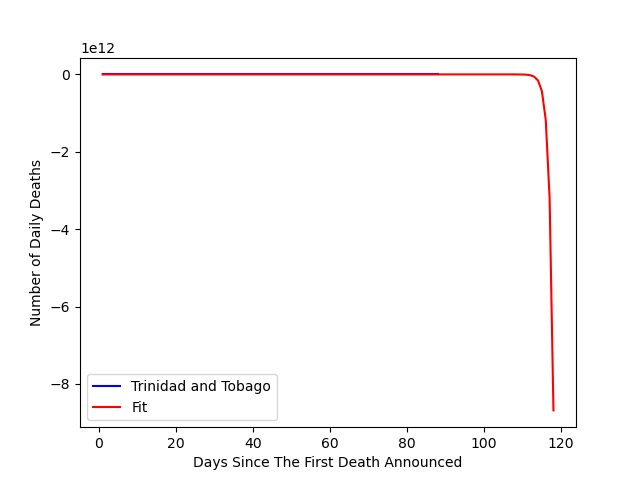 1e12
0
−2
−4
−6
−8
Number of Daily Deaths
Trinidad and Tobago
Fit
0 20 40 60 80 100 120
Days Since The First Death Announced